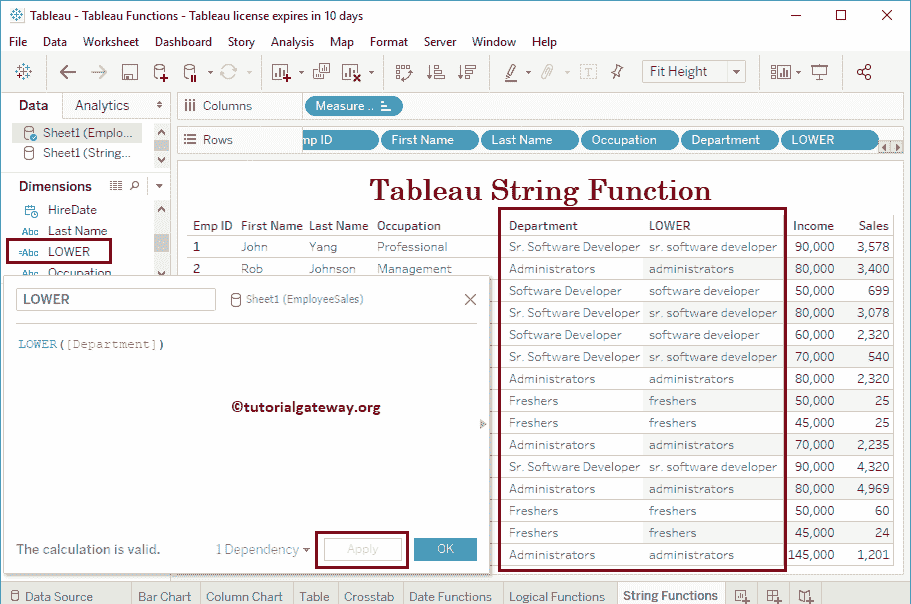 Tableau - Tableau Functions - Tableau license expires in 10 days
File Data Worksheet Dashboard Story Analysis Map Format Server Window Help
Fit Height
Data Analytics
Columns Measure ..
Sheet1 (Emplo...
Sheet1 (String...
Rows mp ID First Name Last Name Occupation Department LOWER
Dimensions
HireDate
Abc Last Name
=Abc LOWER
Abc Occupation
Tableau String Function
Emp ID First Name Last Name Occupation Department LOWER Income Sales
1 John Yang Professional Sr. Software Developer sr. software developer 90,000 3,578
2 Rob Johnson Management Administrators administrators 80,000 3,400
Software Developer software developer 50,000 699
Sr. Software Developer sr. software developer 80,000 3,078
Software Developer software developer 60,000 2,320
Sr. Software Developer sr. software developer 70,000 540
Administrators administrators 80,000 2,320
Freshers freshers 50,000 25
Freshers freshers 45,000 25
Administrators administrators 70,000 2,235
Sr. Software Developer sr. software developer 90,000 4,320
Administrators administrators 80,000 4,969
Freshers freshers 50,000 60
Freshers freshers 45,000 24
Administrators administrators 145,000 1,201
LOWER Sheet1 (EmployeeSales)
LOWER([Department])
©tutorialgateway.org
The calculation is valid. 1 Dependency Apply OK
Data Source Bar Chart Column Chart Table Crosstab Date Functions Logical Functions String Functions